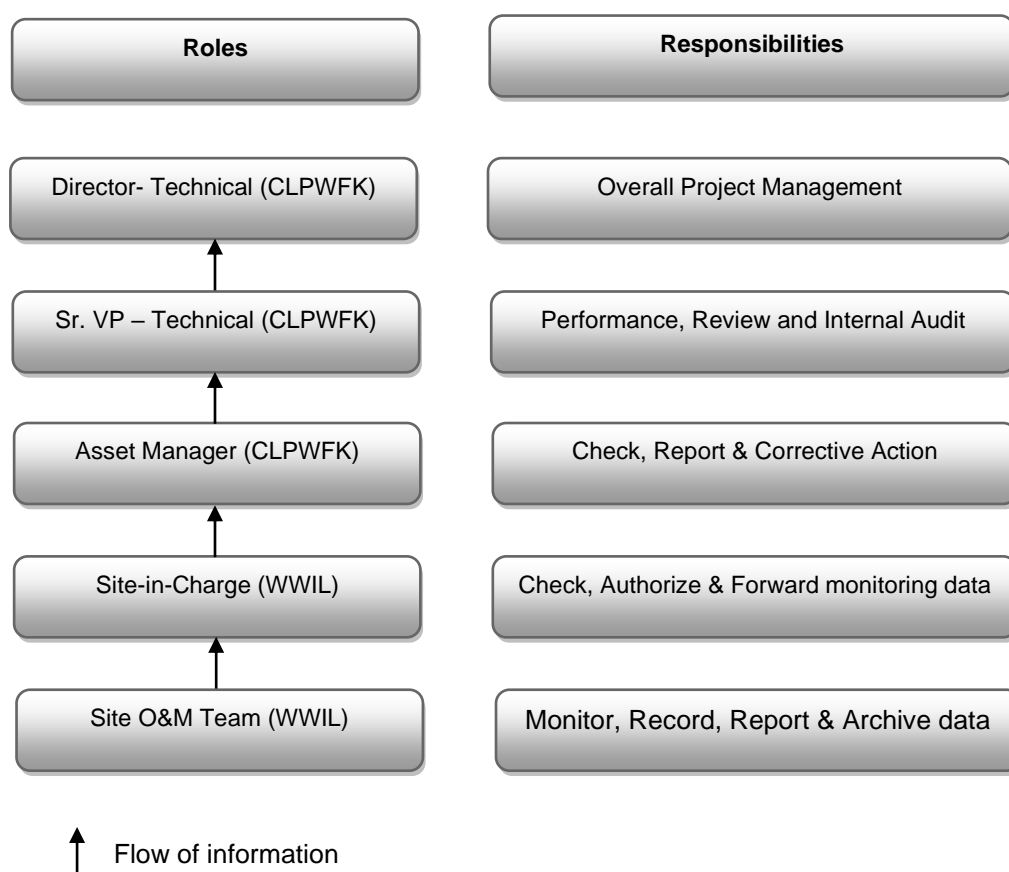 Roles
Responsibilities
Director- Technical (CLPWFK)
Overall Project Management
Sr. VP – Technical (CLPWFK)
Performance, Review and Internal Audit
Asset Manager (CLPWFK)
Check, Report & Corrective Action
Site-in-Charge (WWIL)
Check, Authorize & Forward monitoring data
Site O&M Team (WWIL)
Monitor, Record, Report & Archive data
Flow of information